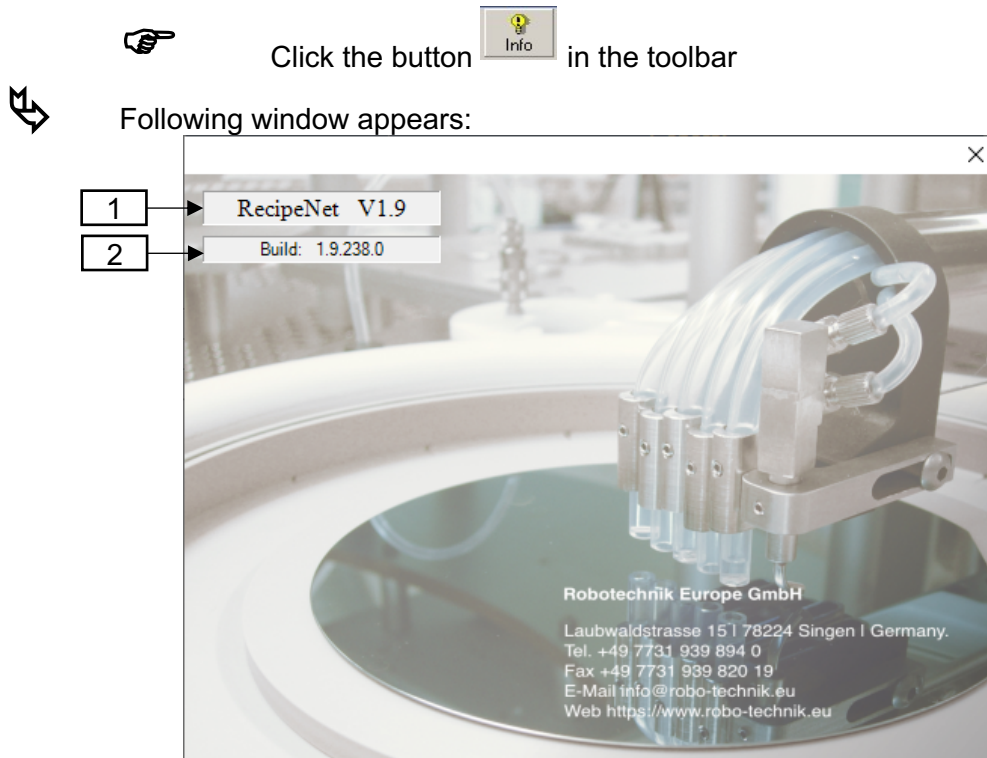 Click the button Info in the toolbar
Following window appears:
1
RecipeNet V1.9
2
Build: 1.9.238.0
Robotechnik Europe GmbH
Laubwaldstrasse 15 I 78224 Singen I Germany.
Tel. +49 7731 939 894 0
Fax +49 7731 939 820 19
E-Mail info@robo-technik.eu
Web https://www.robo-technik.eu